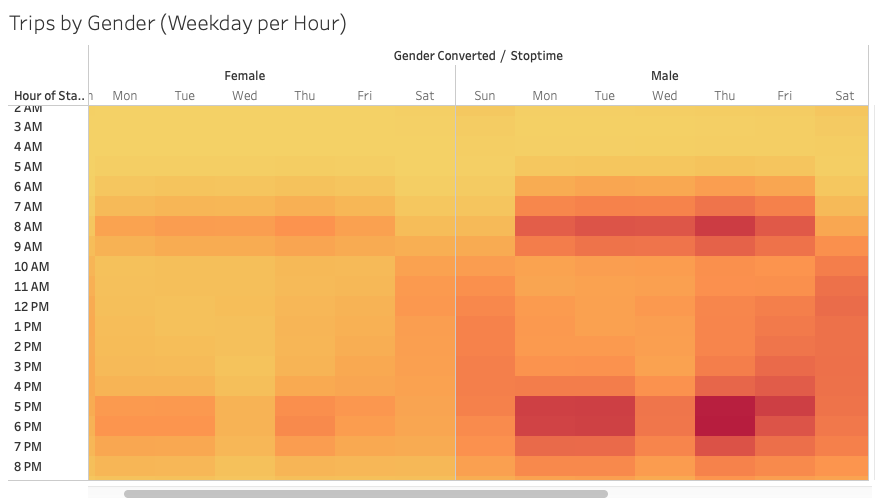 Trips by Gender (Weekday per Hour)
Gender Converted / Stoptime
Female Male
Hour of Sta.. n Mon Tue Wed Thu Fri Sat Sun Mon Tue Wed Thu Fri Sat
2 AM
3 AM
4 AM
5 AM
6 AM
7 AM
8 AM
9 AM
10 AM
11 AM
12 PM
1 PM
2 PM
3 PM
4 PM
5 PM
6 PM
7 PM
8 PM